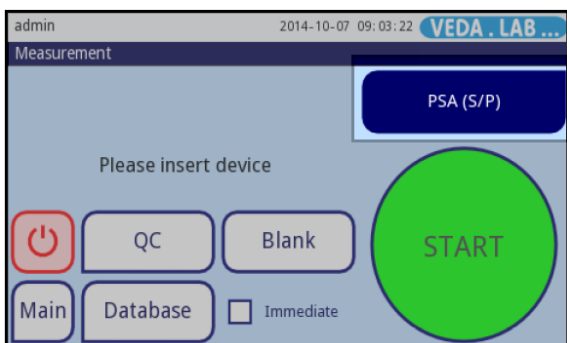 admin 2014-10-07 09:03:22 VEDA.LAB...
Measurement
PSA (S/P)
Please insert device
QC Blank START
Main Database Immediate